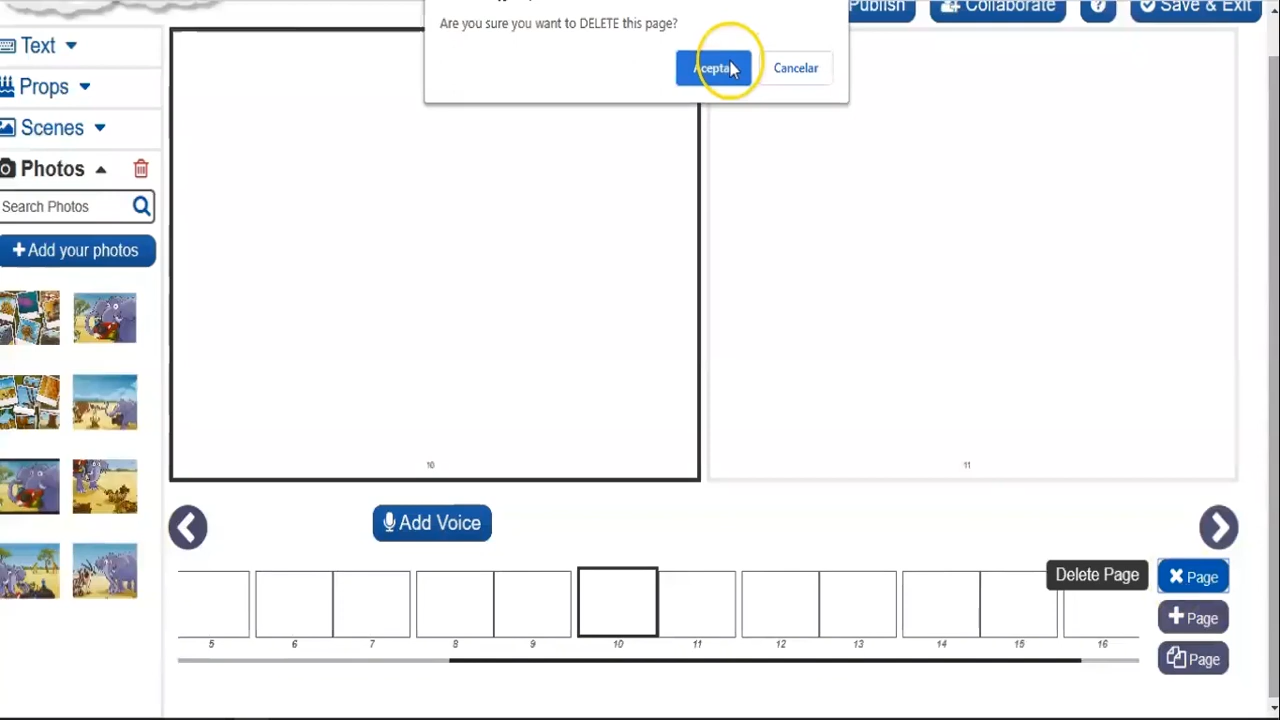 Publish
Collaborate
?
Save & Exit
Are you sure you want to DELETE this page?
Acepta
Cancelar
Text
Props
Scenes
Photos
Search Photos
+ Add your photos
10
11
Add Voice
Delete Page
Page
+ Page
Page
5 6 7 8 9 10 11 12 13 14 15 16